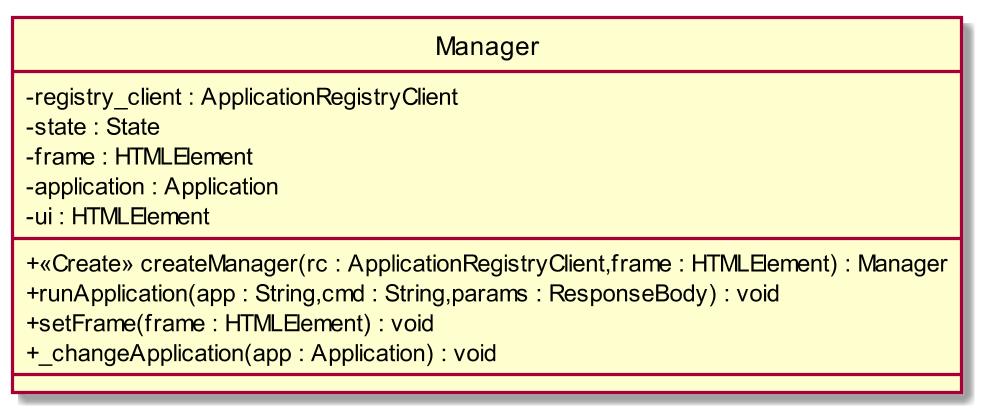 Manager
-registry_client : ApplicationRegistryClient
-state : State
-frame : HTMLElement
-application : Application
-ui : HTMLElement
+«Create» createManager(rc : ApplicationRegistryClient,frame : HTMLElement) : Manager
+runApplication(app : String,cmd : String,params : ResponseBody) : void
+setFrame(frame : HTMLElement) : void
+_changeApplication(app : Application) : void